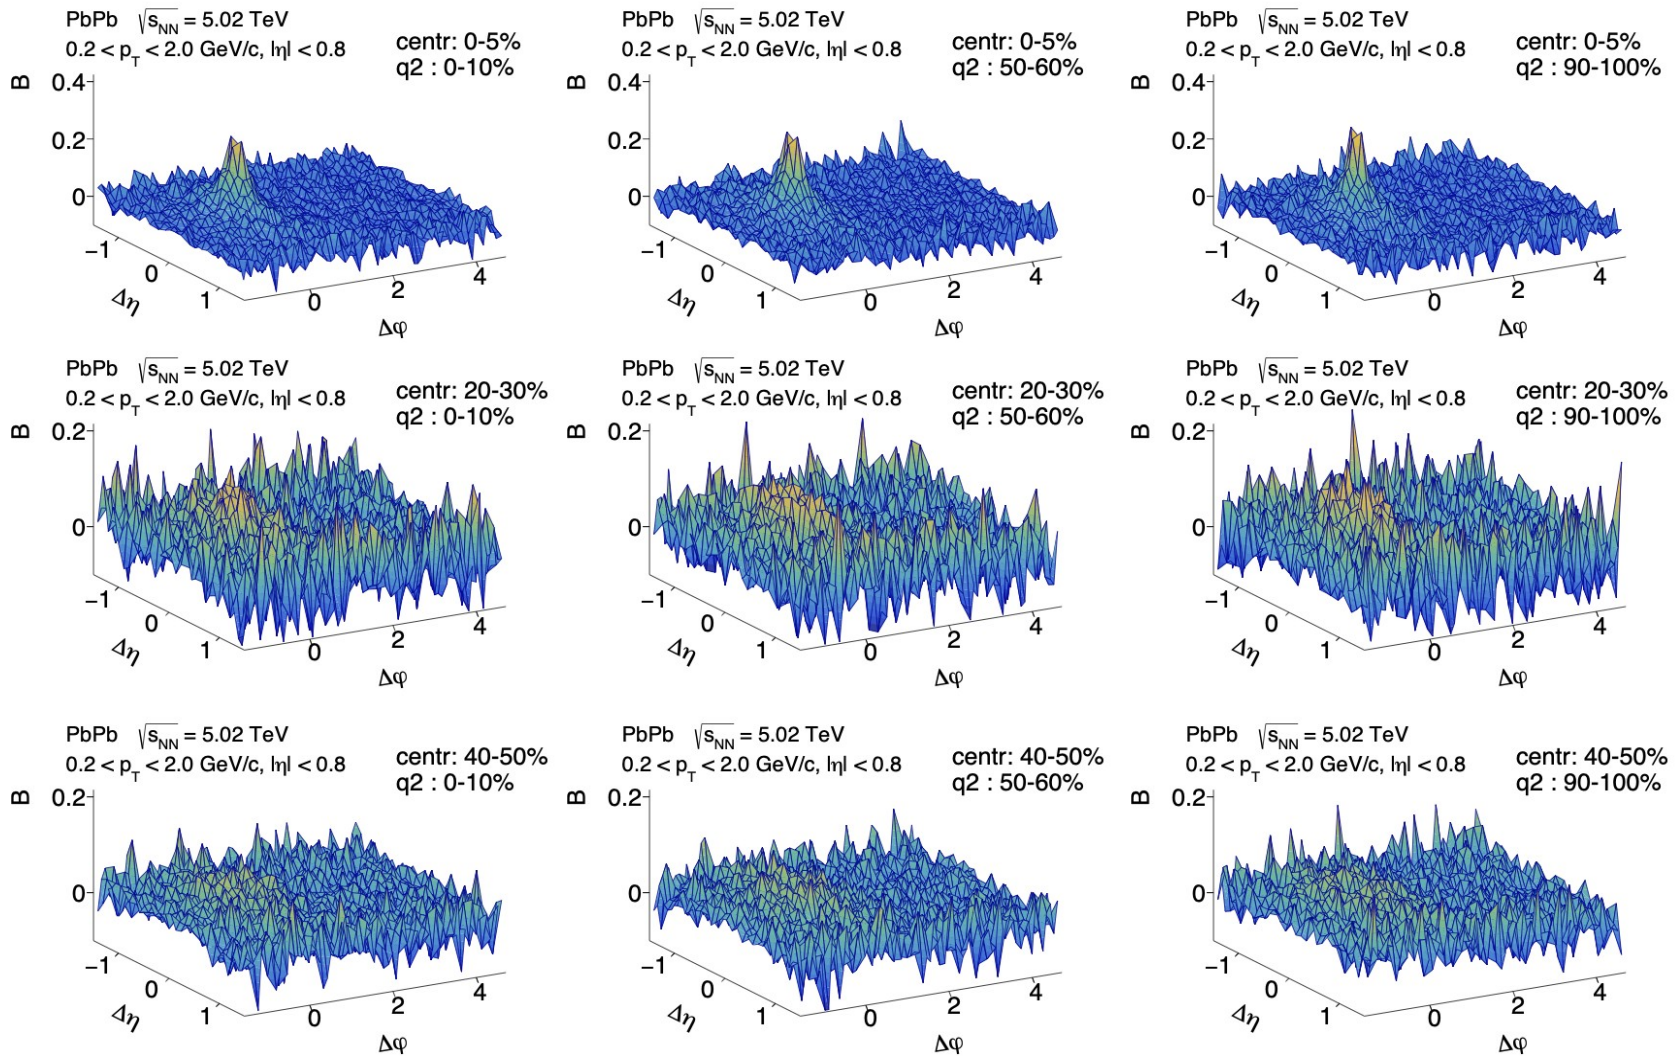 PbPb √sNN = 5.02 TeV
0.2 < pT < 2.0 GeV/c, |η| < 0.8
centr: 0-5%
q2 : 0-10%
B
0.4
0.2
0
−1
0
1
Δη
0
2
4
Δφ
PbPb √sNN = 5.02 TeV
0.2 < pT < 2.0 GeV/c, |η| < 0.8
centr: 0-5%
q2 : 50-60%
B
0.4
0.2
0
−1
0
1
Δη
0
2
4
Δφ
PbPb √sNN = 5.02 TeV
0.2 < pT < 2.0 GeV/c, |η| < 0.8
centr: 0-5%
q2 : 90-100%
B
0.4
0.2
0
−1
0
1
Δη
0
2
4
Δφ
PbPb √sNN = 5.02 TeV
0.2 < pT < 2.0 GeV/c, |η| < 0.8
centr: 20-30%
q2 : 0-10%
B
0.2
0
−1
0
1
Δη
0
2
4
Δφ
PbPb √sNN = 5.02 TeV
0.2 < pT < 2.0 GeV/c, |η| < 0.8
centr: 20-30%
q2 : 50-60%
B
0.2
0
−1
0
1
Δη
0
2
4
Δφ
PbPb √sNN = 5.02 TeV
0.2 < pT < 2.0 GeV/c, |η| < 0.8
centr: 20-30%
q2 : 90-100%
B
0.2
0
−1
0
1
Δη
0
2
4
Δφ
PbPb √sNN = 5.02 TeV
0.2 < pT < 2.0 GeV/c, |η| < 0.8
centr: 40-50%
q2 : 0-10%
B
0.2
0
−1
0
1
Δη
0
2
4
Δφ
PbPb √sNN = 5.02 TeV
0.2 < pT < 2.0 GeV/c, |η| < 0.8
centr: 40-50%
q2 : 50-60%
B
0.2
0
−1
0
1
Δη
0
2
4
Δφ
PbPb √sNN = 5.02 TeV
0.2 < pT < 2.0 GeV/c, |η| < 0.8
centr: 40-50%
q2 : 90-100%
B
0.2
0
−1
0
1
Δη
0
2
4
Δφ